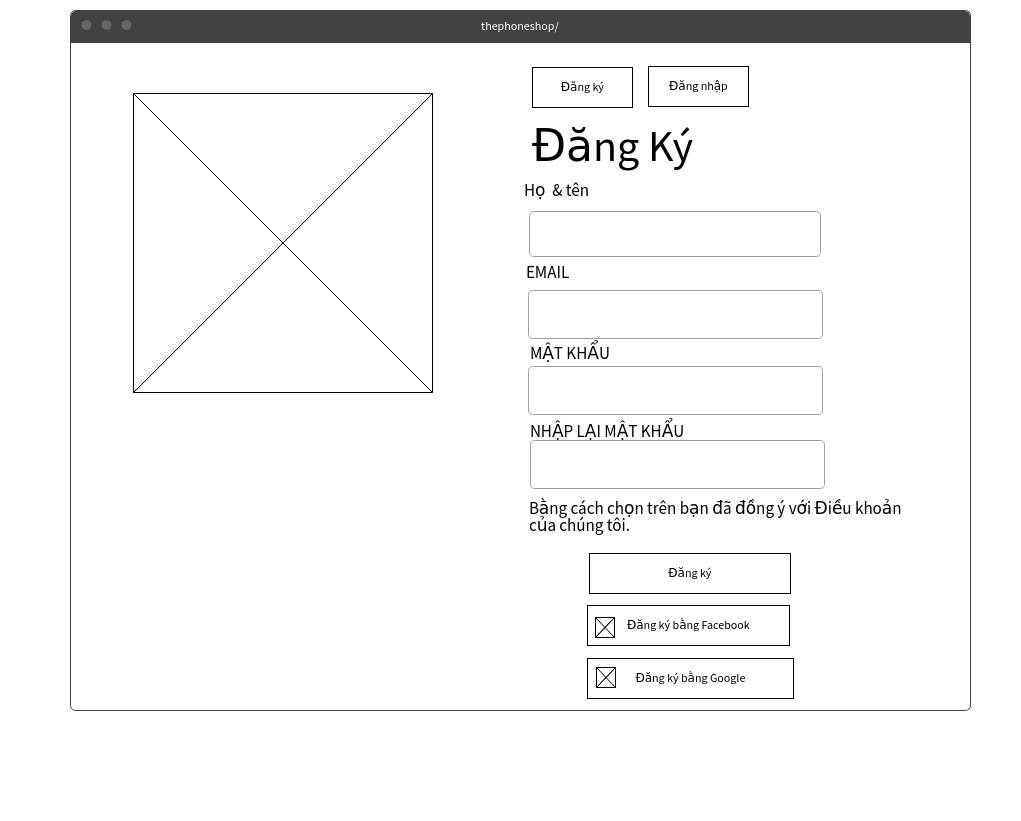 thephoneshop/
Đăng ký
Đăng nhập
Đăng Ký
Họ & tên
EMAIL
MẬT KHẨU
NHẬP LẠI MẬT KHẨU
Bằng cách chọn trên bạn đã đồng ý với Điều khoản
của chúng tôi.
Đăng ký
Đăng ký bằng Facebook
Đăng ký bằng Google